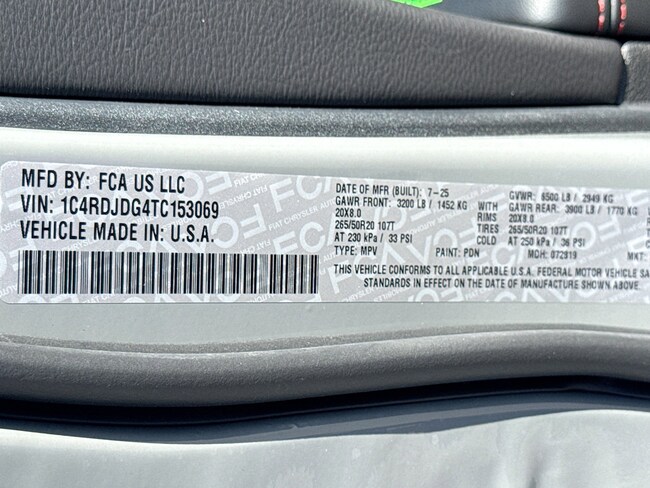 MFD BY: FCA US LLC
VIN: 1C4RDJDG4TC153069
VEHICLE MADE IN: U.S.A.
DATE OF MFR (BUILT): 7-25 GVWR: 6500 LB / 2949 KG
GAWR FRONT: 3200 LB / 1452 KG WITH GAWR REAR: 3900 LB / 1770 KG
20X8.0 RIMS 20X8.0
265/50R20 107T TIRES 265/50R20 107T
AT 230 kPa / 33 PSI COLD AT 250 kPa / 36 PSI
TYPE: MPV PAINT: PDN MDH: 072819 MKT:
THIS VEHICLE CONFORMS TO ALL APPLICABLE U.S.A. FEDERAL MOTOR VEHICLE SA
STANDARDS IN EFFECT ON THE DATE OF MANUFACTURE SHOWN ABOVE.